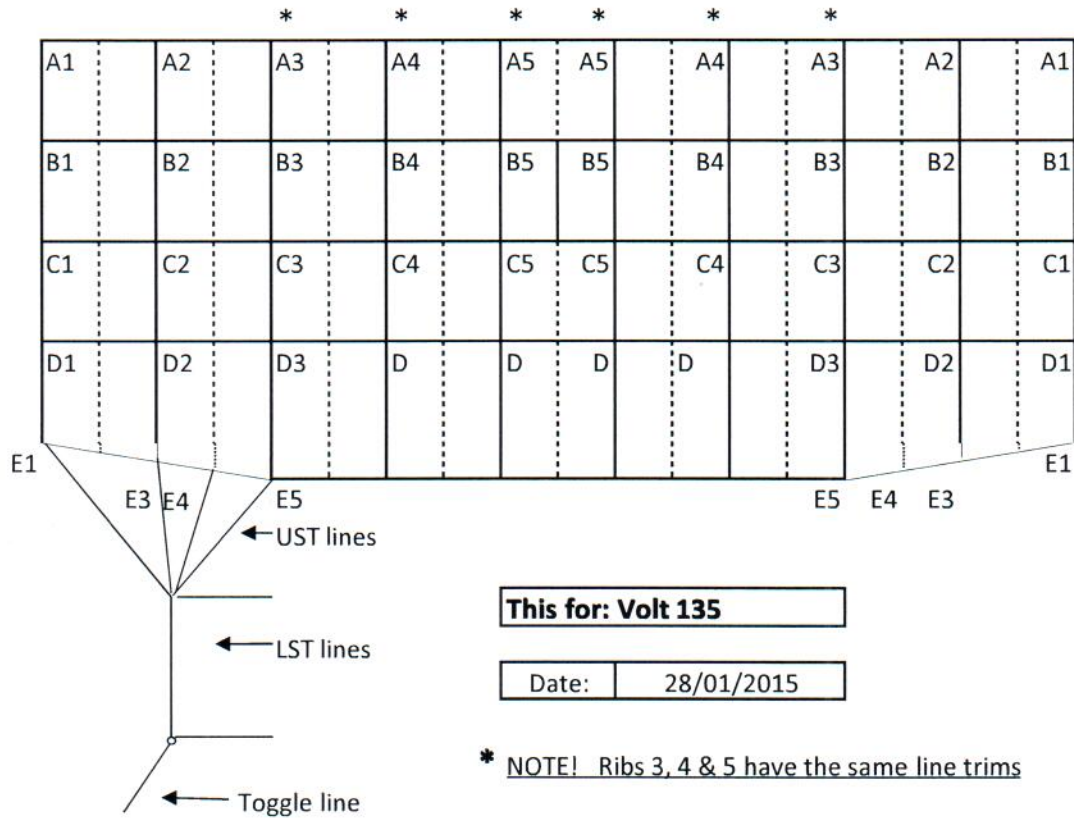 * * * * * *
A1 A2 A3 A4 A5 A5 A4 A3 A2 A1
B1 B2 B3 B4 B5 B5 B4 B3 B2 B1
C1 C2 C3 C4 C5 C5 C4 C3 C2 C1
D1 D2 D3 D D D D D3 D2 D1
E1 E1
E3 E4 E5 E5 E4 E3
UST lines
This for: Volt 135
LST lines
Date: 28/01/2015
* NOTE! Ribs 3, 4 & 5 have the same line trims
Toggle line